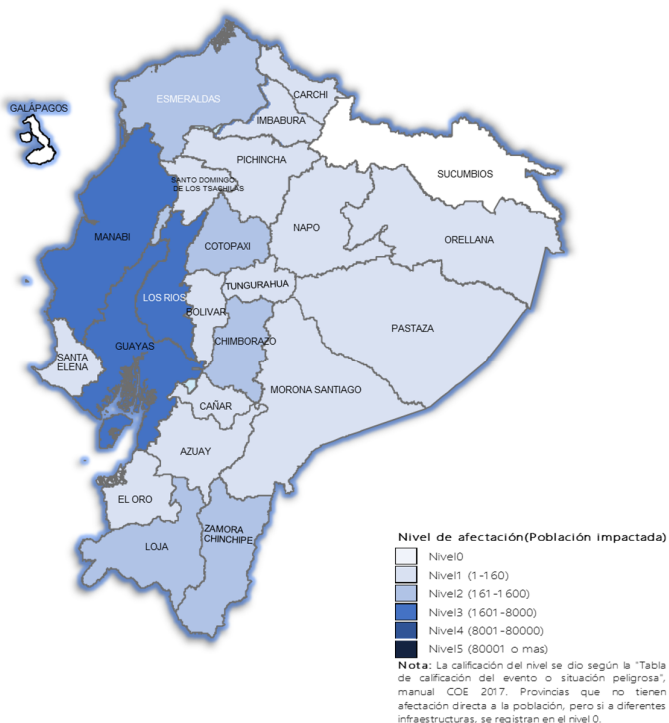 ESMERALDAS
CARCHI
GALÁPAGOS
IMBABURA
PICHINCHA
SUCUMBIOS
SANTO DOMINGO
DE LOS TSACHILAS
NAPO
MANABI
ORELLANA
COTOPAXI
TUNGURAHUA
LOS RIOS
BOLIVAR
PASTAZA
CHIMBORAZO
GUAYAS
SANTA
ELENA
MORONA SANTIAGO
CAÑAR
AZUAY
EL ORO
ZAMORA
CHINCHIPE
LOJA
Nivel de afectación(Población impactada)
Nivel0
Nivel1 (1-160)
Nivel2 (161-1600)
Nivel3 (1601-8000)
Nivel4 (8001-80000)
Nivel5 (80001 o mas)
Nota: La calificación del nivel se dio según la "Tabla
de calificación del evento o situación peligrosa",
manual COE 2017. Provincias que no tienen
afectación directa a la población, pero si a diferentes
infraestructuras, se registran en el nivel 0.